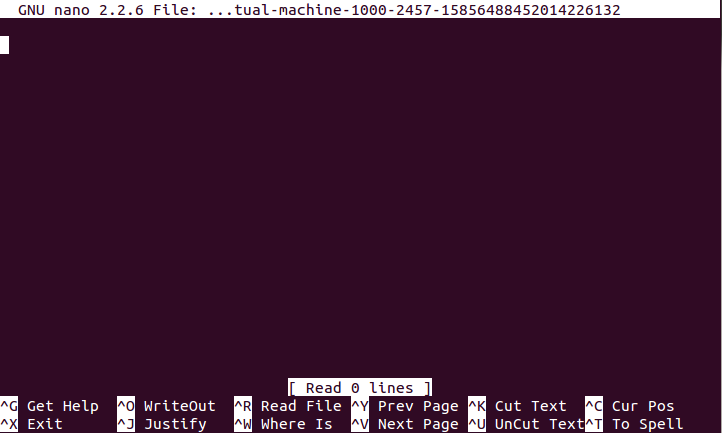 GNU nano 2.2.6 File: ...tual-machine-1000-2457-15856488452014226132
[ Read 0 lines ]
^G Get Help ^O WriteOut ^R Read File ^Y Prev Page ^K Cut Text ^C Cur Pos
^X Exit ^J Justify ^W Where Is ^V Next Page ^U UnCut Text ^T To Spell